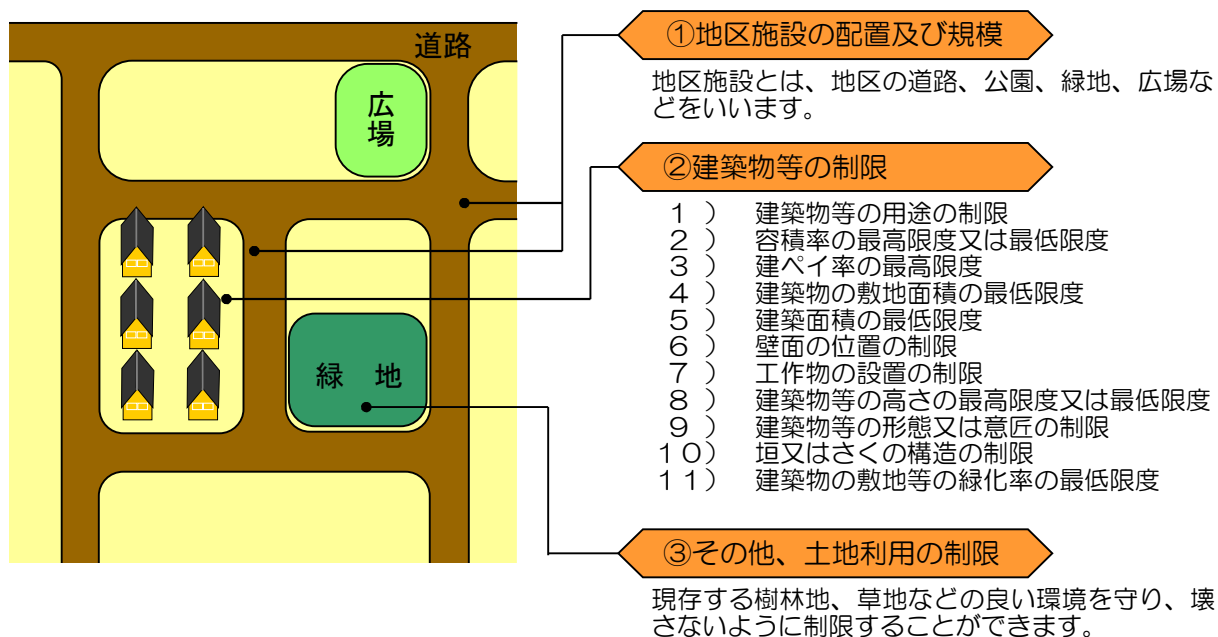 道路
広場
緑 地
①地区施設の配置及び規模
地区施設とは、地区の道路、公園、緑地、広場な
どをいいます。
②建築物等の制限
１） 建築物等の用途の制限
２） 容積率の最高限度又は最低限度
３） 建ペイ率の最高限度
４） 建築物の敷地面積の最低限度
５） 建築面積の最低限度
６） 壁面の位置の制限
７） 工作物の設置の制限
８） 建築物等の高さの最高限度又は最低限度
９） 建築物等の形態又は意匠の制限
１０） 垣又はさくの構造の制限
１１） 建築物の敷地等の緑化率の最低限度
③その他、土地利用の制限
現存する樹林地、草地などの良い環境を守り、壊
さないように制限することができます。